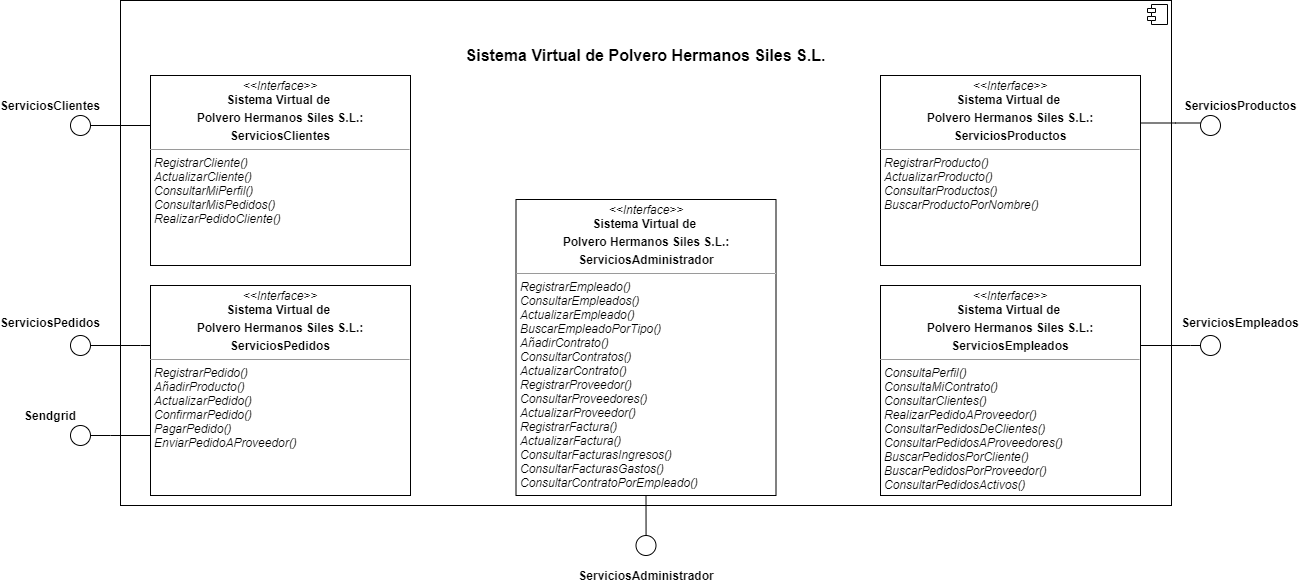 Sistema Virtual de Polvero Hermanos Siles S.L.
ServiciosClientes
<<Interface>>
Sistema Virtual de
Polvero Hermanos Siles S.L.:
ServiciosClientes
RegistrarCliente()
ActualizarCliente()
ConsultarMiPerfil()
ConsultarMisPedidos()
RealizarPedidoCliente()
<<Interface>>
Sistema Virtual de
Polvero Hermanos Siles S.L.:
ServiciosProductos
RegistrarProducto()
ActualizarProducto()
ConsultarProductos()
BuscarProductoPorNombre()
ServiciosProductos
<<Interface>>
Sistema Virtual de
Polvero Hermanos Siles S.L.:
ServiciosAdministrador
RegistrarEmpleado()
ConsultarEmpleados()
ActualizarEmpleado()
BuscarEmpleadoPorTipo()
AñadirContrato()
ConsultarContratos()
ActualizarContrato()
RegistrarProveedor()
ConsultarProveedores()
ActualizarProveedor()
RegistrarFactura()
ActualizarFactura()
ConsultarFacturasIngresos()
ConsultarFacturasGastos()
ConsultarContratoPorEmpleado()
ServiciosPedidos
Sendgrid
<<Interface>>
Sistema Virtual de
Polvero Hermanos Siles S.L.:
ServiciosPedidos
RegistrarPedido()
AñadirProducto()
ActualizarPedido()
ConfirmarPedido()
PagarPedido()
EnviarPedidoAProveedor()
<<Interface>>
Sistema Virtual de
Polvero Hermanos Siles S.L.:
ServiciosEmpleados
ConsultaPerfil()
ConsultaMiContrato()
ConsultarClientes()
RealizarPedidoAProveedor()
ConsultarPedidosDeClientes()
ConsultarPedidosAProveedores()
BuscarPedidosPorCliente()
BuscarPedidosPorProveedor()
ConsultarPedidosActivos()
ServiciosEmpleados
ServiciosAdministrador